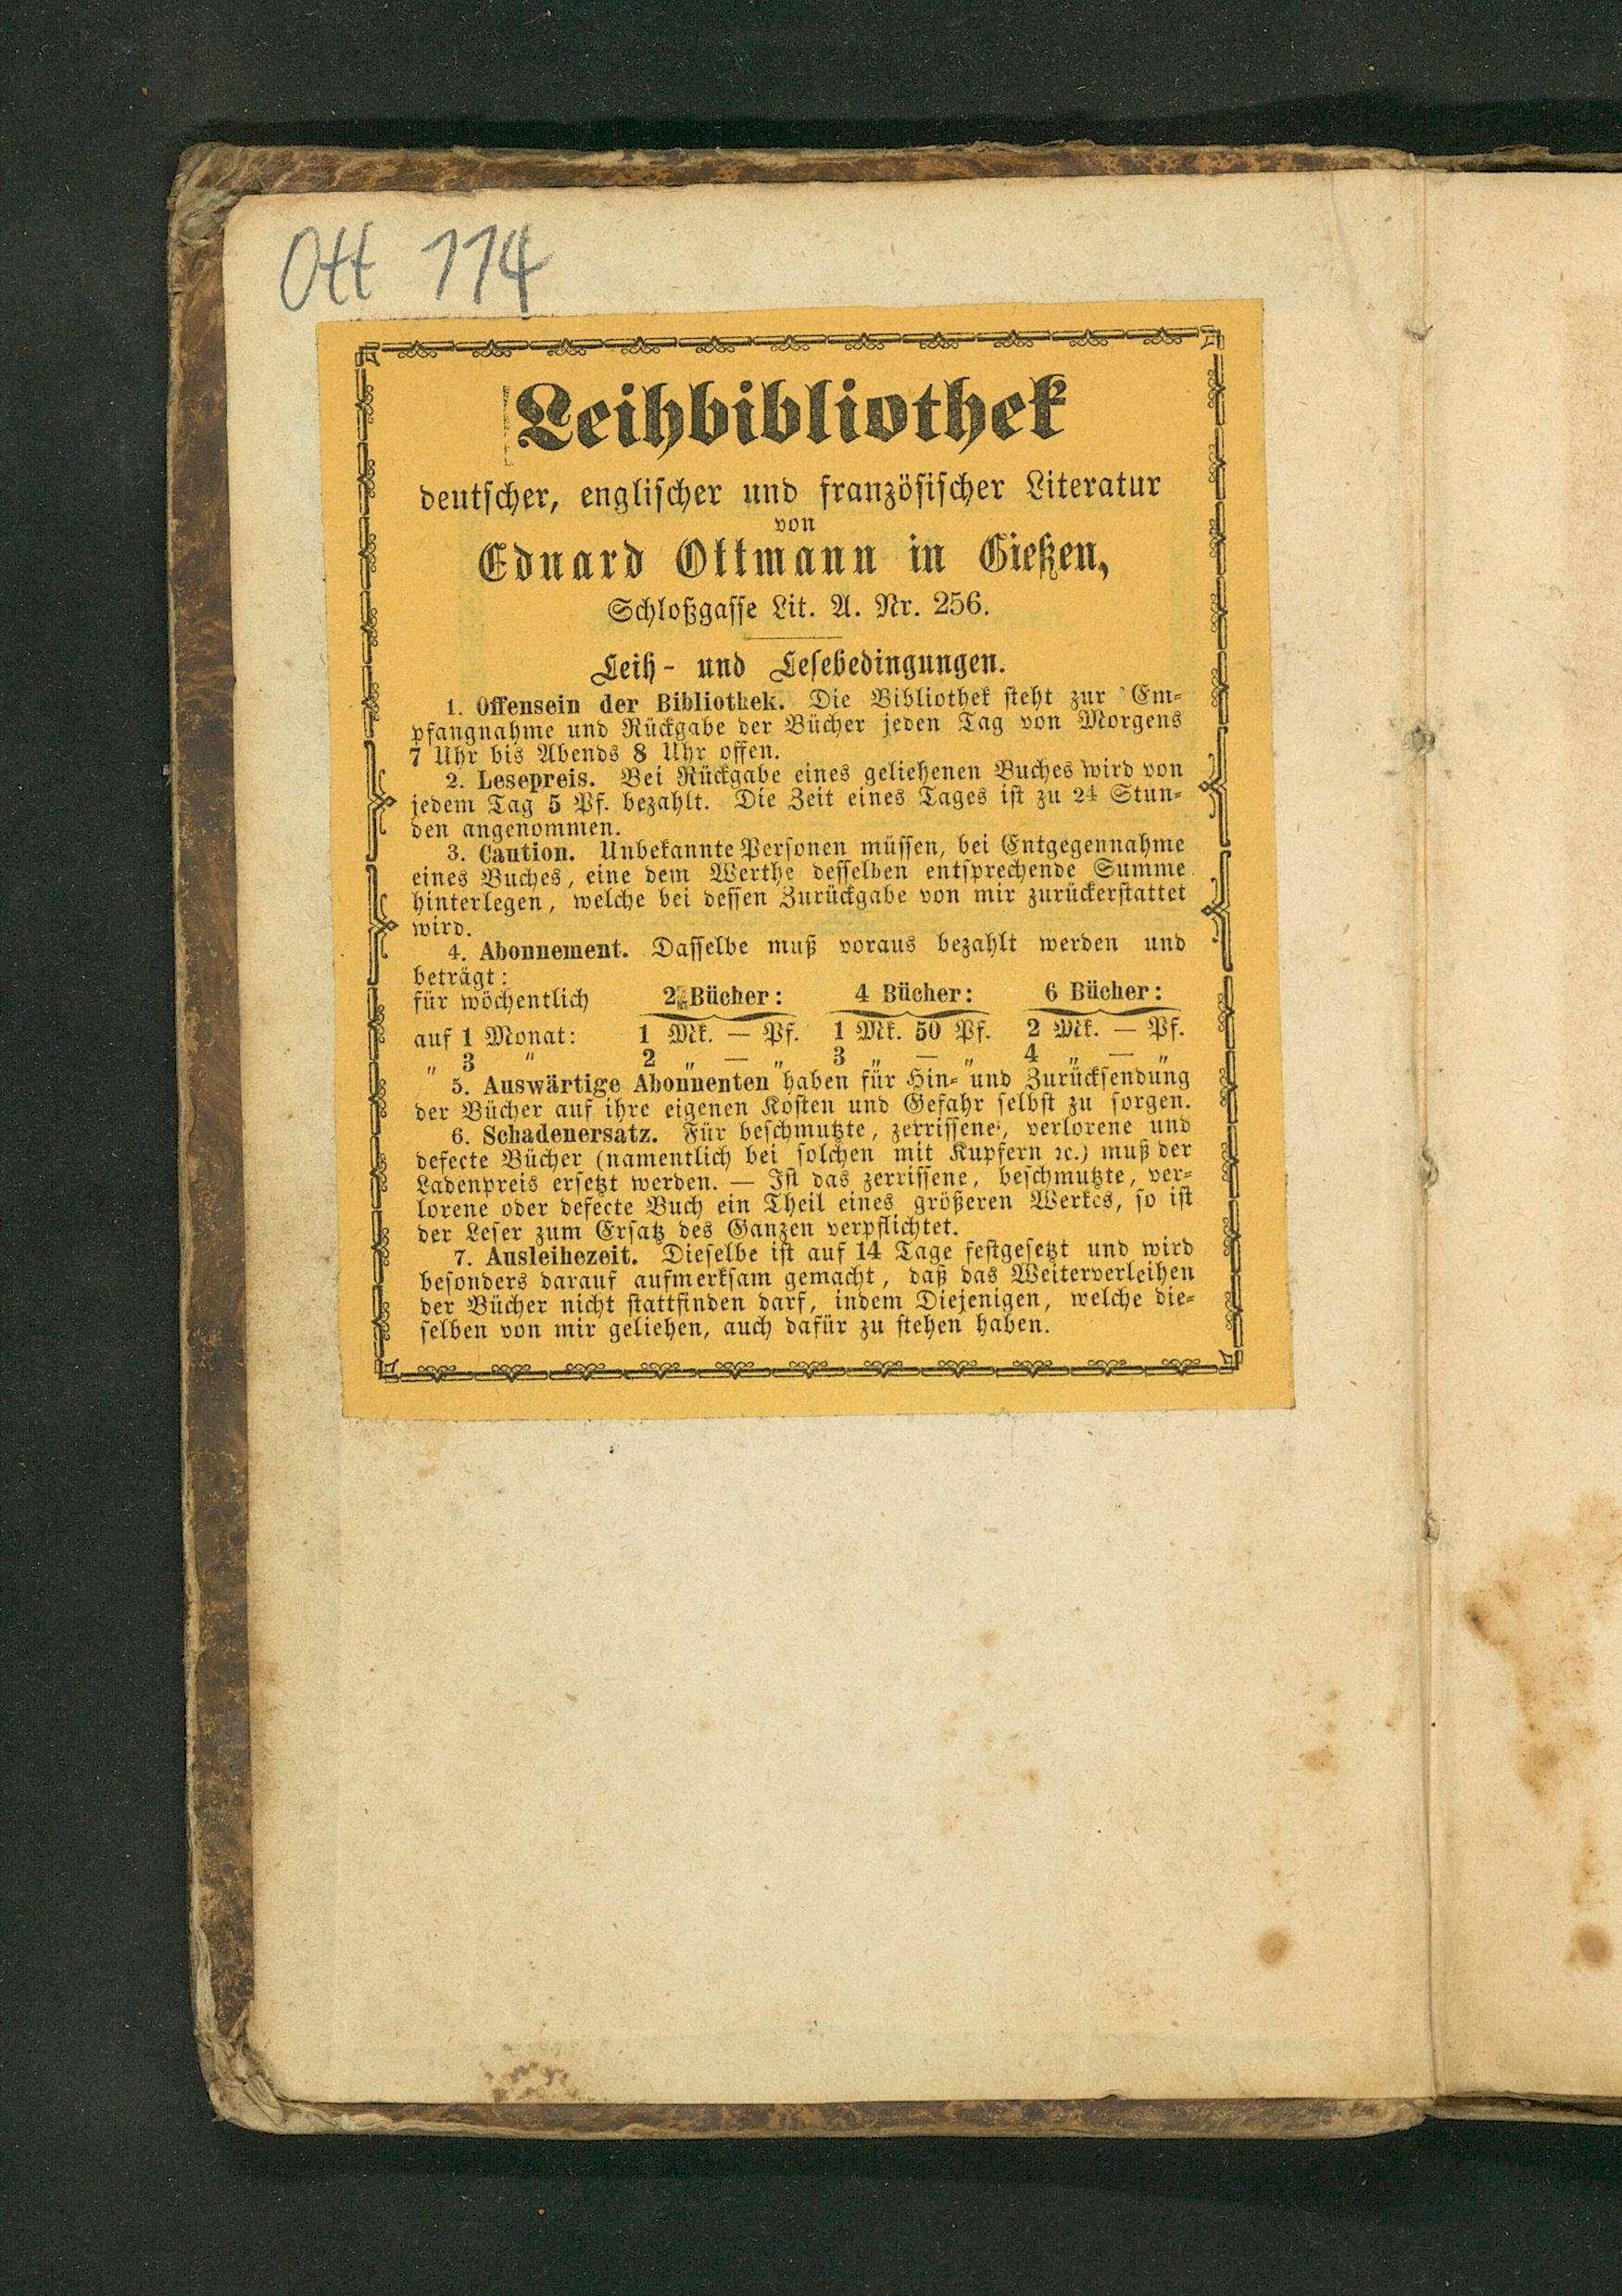 Ott 114
Leihbibliothek
deutscher, englischer und französischer Literatur
von
Eduard Ottmann in Gießen,
Schloßgasse Lit. A. Nr. 256.
Leih- und Lesebedingungen.
1. Offensein der Bibliothek. Die Bibliothek steht zur Em-
pfangnahme und Rückgabe der Bücher jeden Tag von Morgens
7 Uhr bis Abends 8 Uhr offen.
2. Lesepreis. Bei Rückgabe eines geliehenen Buches wird von
jedem Tag 5 Pf. bezahlt. Die Zeit eines Tages ist zu 24 Stun-
den angenommen.
3. Caution. Unbekannte Personen müssen, bei Entgegennahme
eines Buches, eine dem Werthe desselben entsprechende Summe
hinterlegen, welche bei dessen Zurückgabe von mir zurückerstattet
wird.
4. Abonnement. Dasselbe muß voraus bezahlt werden und
beträgt:
für wöchentlich 2 Bücher: 4 Bücher: 6 Bücher:
auf 1 Monat: 1 Mk. — Pf. 1 Mk. 50 Pf. 2 Mk. — Pf.
„ 3 „ 2 „ — „ 3 „ — „ 4 „ — „
5. Auswärtige Abonnenten haben für Hin- und Zurücksendung
der Bücher auf ihre eigenen Kosten und Gefahr selbst zu sorgen.
6. Schadenersatz. Für beschmutzte, zerrissene, verlorene und
defecte Bücher (namentlich bei solchen mit Kupfern ꝛc.) muß der
Ladenpreis ersetzt werden. — Ist das zerrissene, beschmutzte, ver-
lorene oder defecte Buch ein Theil eines größeren Werkes, so ist
der Leser zum Ersatz des Ganzen verpflichtet.
7. Ausleihezeit. Dieselbe ist auf 14 Tage festgesetzt und wird
besonders darauf aufmerksam gemacht, daß das Weiterverleihen
der Bücher nicht stattfinden darf, indem Diejenigen, welche die-
selben von mir geliehen, auch dafür zu stehen haben.